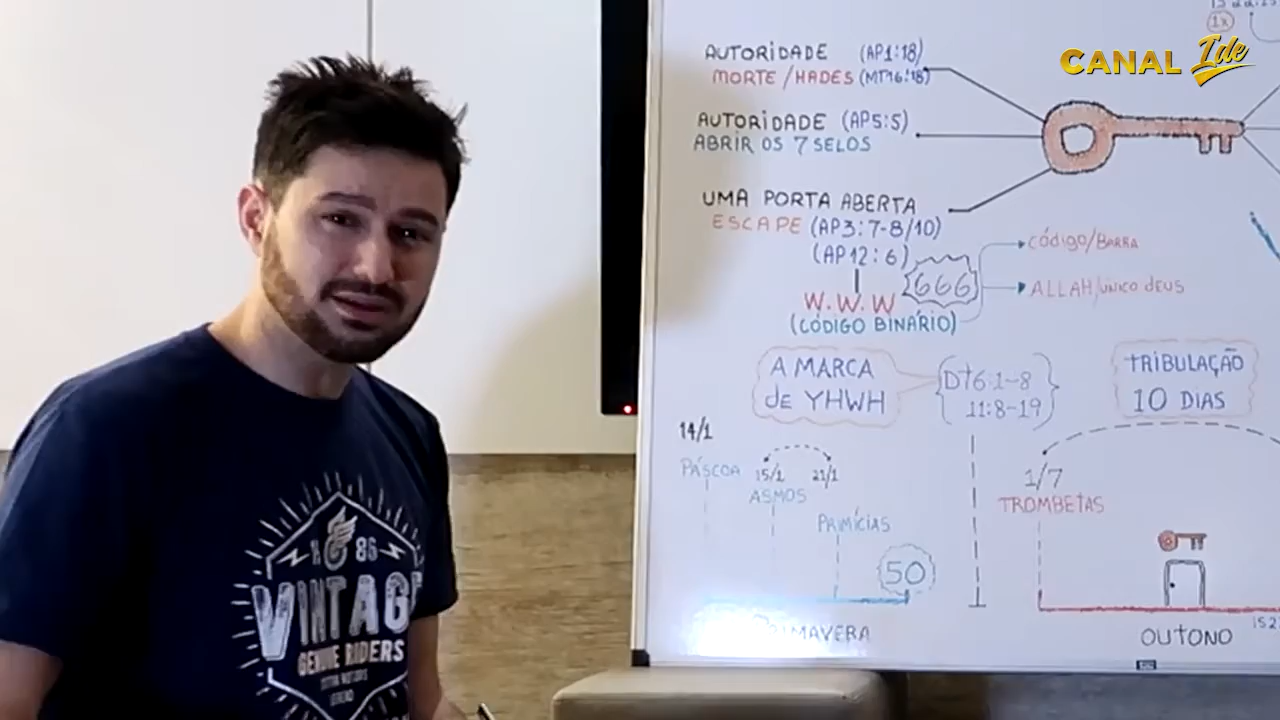 CANAL Ide
1x
AUTORIDADE (AP1:18)
MORTE/HADES (MT16:18)
AUTORIDADE (AP5:5)
ABRIR OS 7 SELOS
UMA PORTA ABERTA
ESCAPE (AP3:7-8/10)
(AP12:6)
666
CÓDIGO/BARRA
ALLAH/ÚNICO DEUS
W.W.W
(CÓDIGO BINÁRIO)
A MARCA
de YHWH
Dt6:1-8
11:8-19
TRIBULAÇÃO
10 DIAS
14/1
PÁSCOA
15/1 21/1
ASMOS
PRIMÍCIAS
50
PRIMAVERA
1/7
TROMBETAS
OUTONO
86
VINTAGE
GENUINE RIDERS